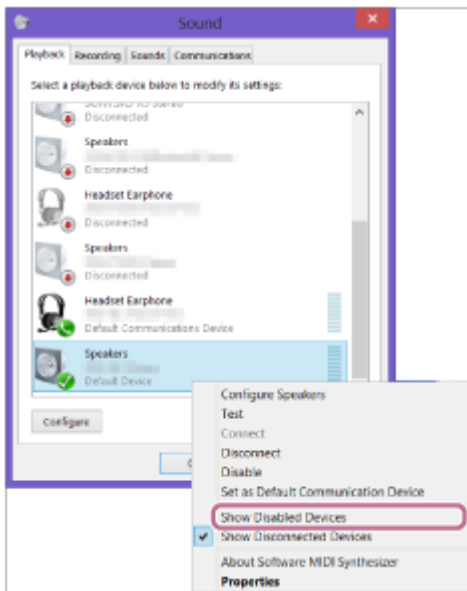 Sound
Playback Recording Sounds Communications
Select a playback device below to modify its settings:
Disconnected
Speakers
Disconnected
Headset Earphone
Disconnected
Speakers
Disconnected
Headset Earphone
Default Communications Device
Speakers
Default Device
Configure
Configure Speakers
Test
Connect
Disconnect
Disable
Set as Default Communication Device
Show Disabled Devices
Show Disconnected Devices
About Software MIDI Synthesizer
Properties